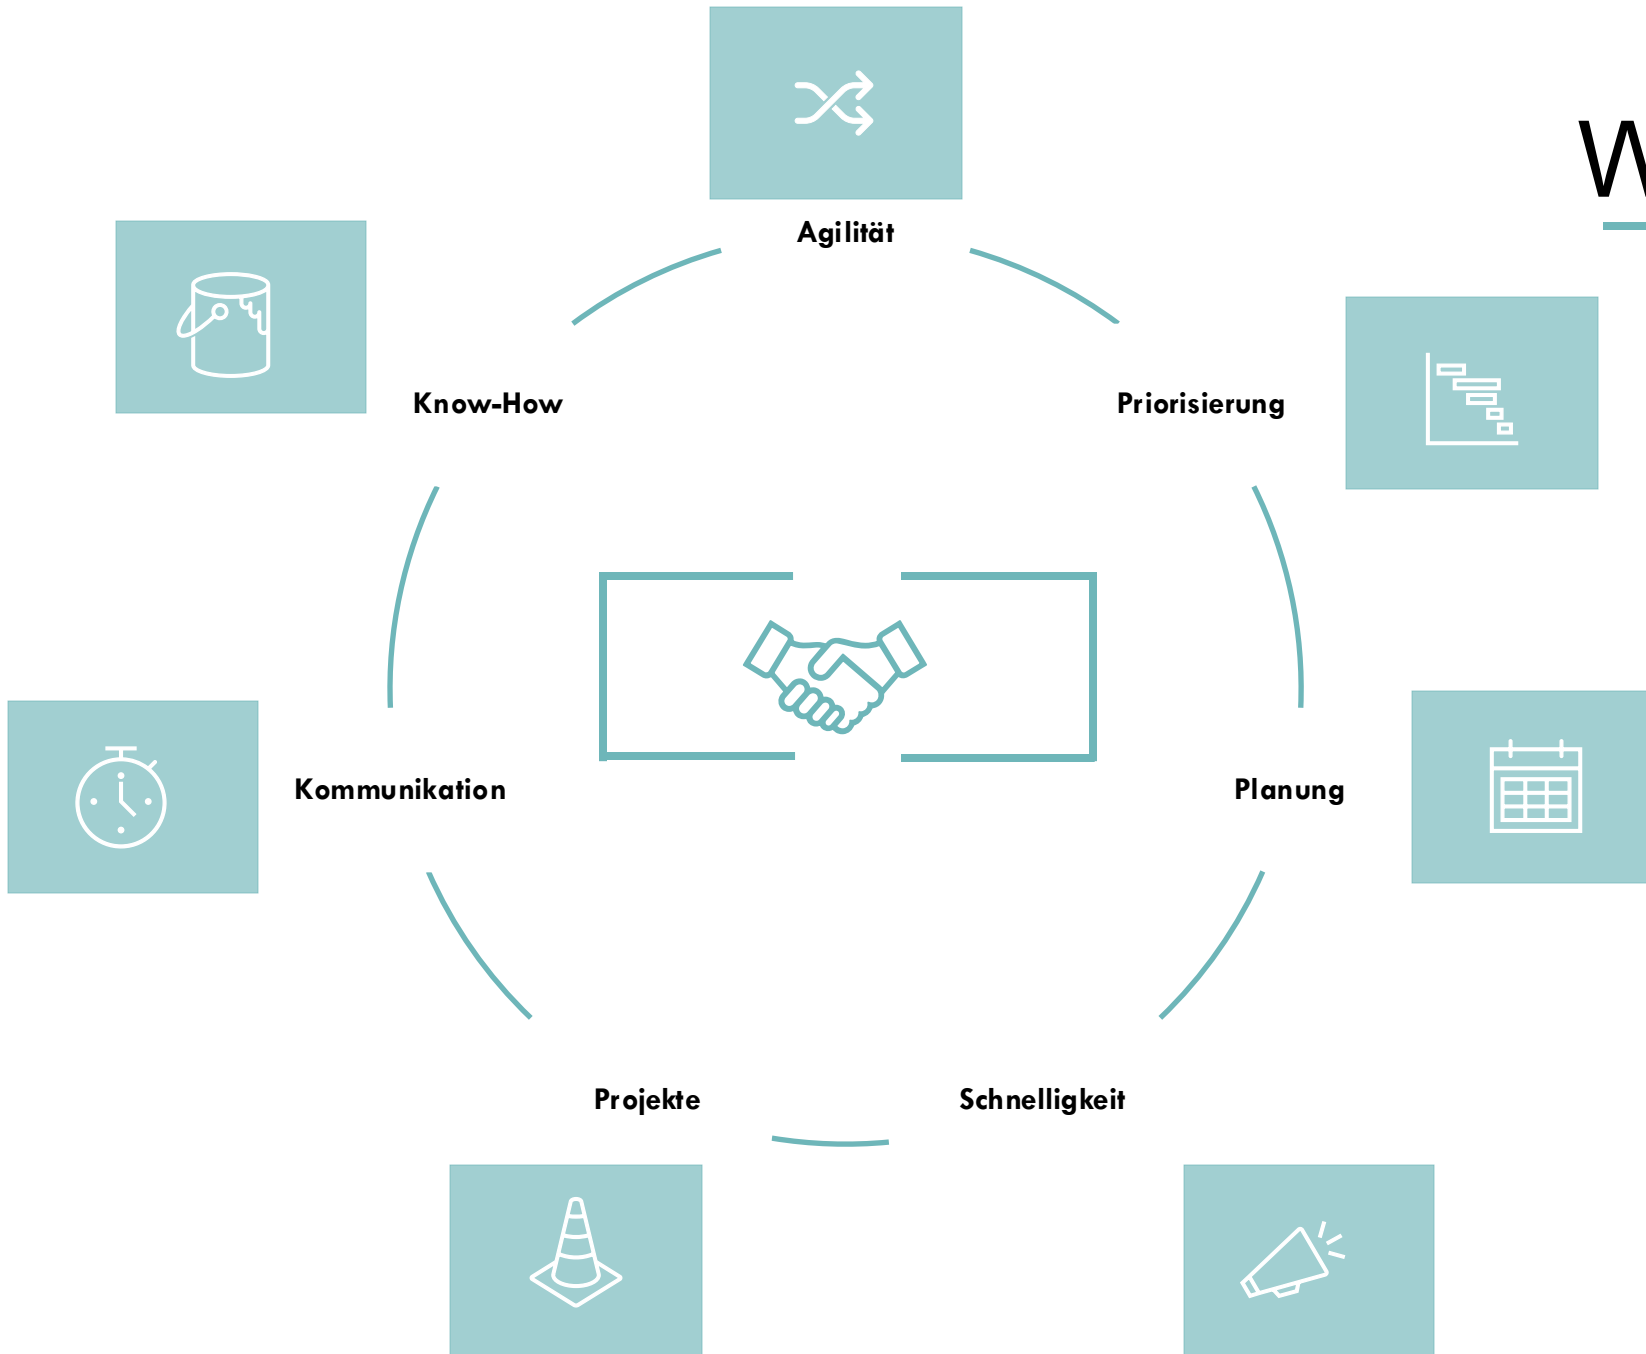 W
Agilität
Know-How
Priorisierung
Kommunikation
Planung
Projekte
Schnelligkeit